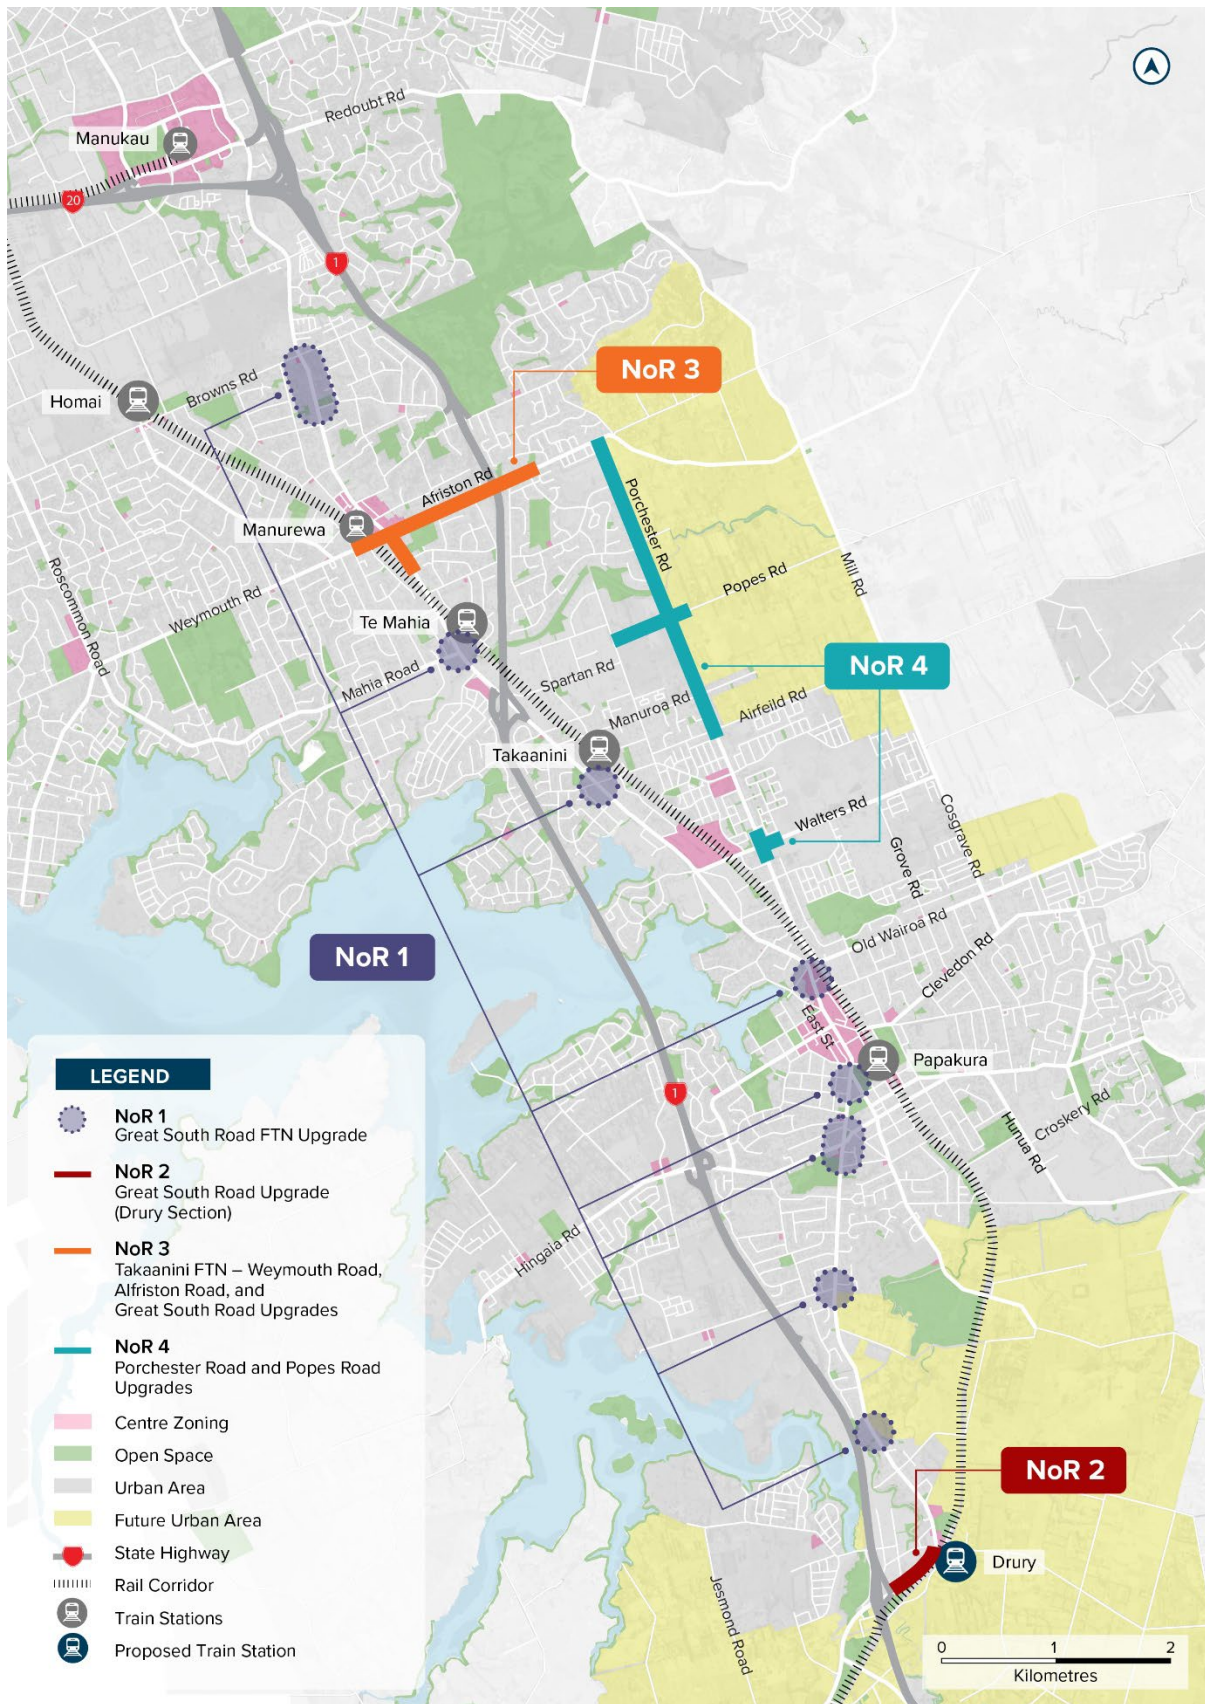 Redoubt Rd
Manukau
20
1
NoR 3
Browns Rd
Homai
Afriston Rd
Porchester Rd
Manurewa
Roscommon Road
Weymouth Rd
Popes Rd
Mill Rd
Te Mahia
NoR 4
Mahia Road
Spartan Rd
Manuroa Rd
Airfeild Rd
Takaanini
Walters Rd
Cosgrave Rd
Grove Rd
NoR 1
Old Wairoa Rd
Clevedon Rd
East St
Papakura
1
Croskery Rd
Hunua Rd
Hingaia Rd
NoR 2
Drury
Jesmond Road
LEGEND
NoR 1
Great South Road FTN Upgrade
NoR 2
Great South Road Upgrade
(Drury Section)
NoR 3
Takaanini FTN – Weymouth Road,
Alfriston Road, and
Great South Road Upgrades
NoR 4
Porchester Road and Popes Road
Upgrades
Centre Zoning
Open Space
Urban Area
Future Urban Area
State Highway
Rail Corridor
Train Stations
Proposed Train Station
0 1 2
Kilometres